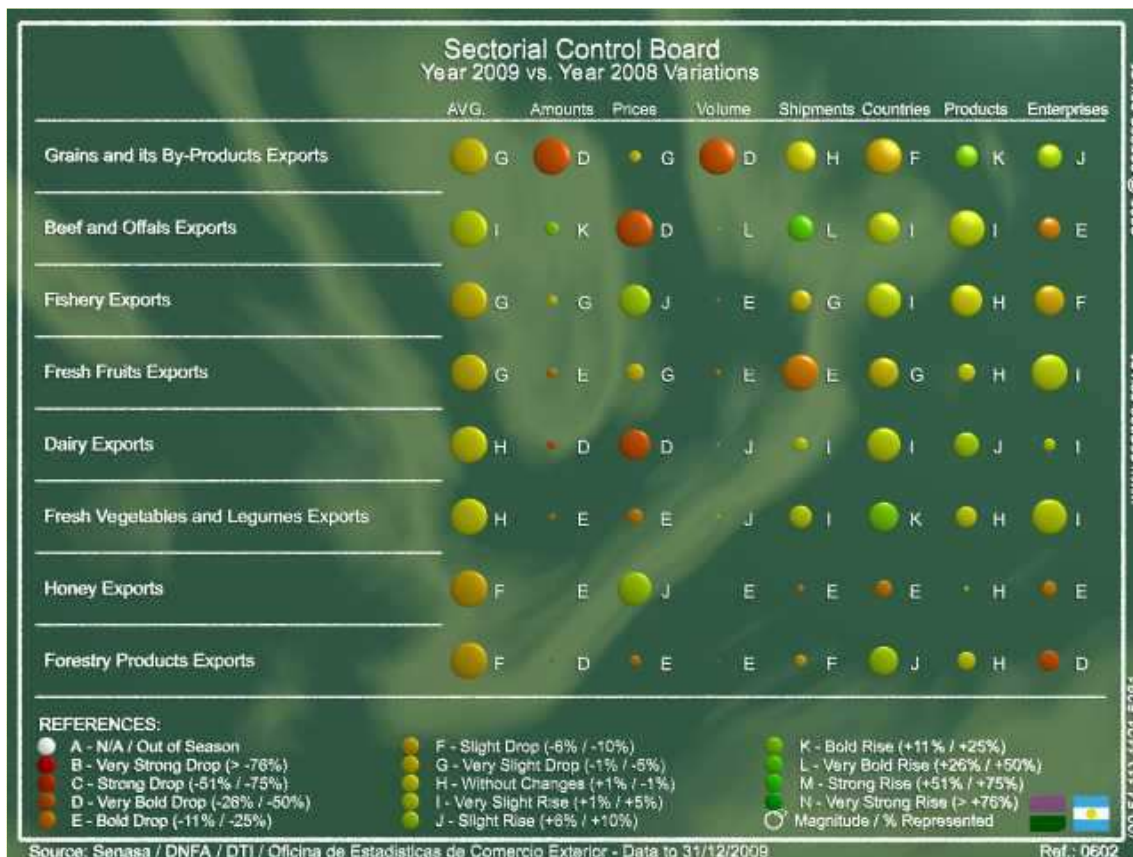 Sectorial Control Board
Year 2009 vs. Year 2008 Variations
AVG. Amounts Prices Volume Shipments Countries Products Enterprises
Grains and its By-Products Exports G D G D H F K J
Beef and Offals Exports I K D L L I I E
Fishery Exports G G J E G I H F
Fresh Fruits Exports G E G E E G H I
Dairy Exports H D D J I I J I
Fresh Vegetables and Legumes Exports H E E J I K H I
Honey Exports F E J E E E H E
Forestry Products Exports F D E E F J H D
REFERENCES:
A - N/A / Out of Season
B - Very Strong Drop (> -76%)
C - Strong Drop (-51% / -75%)
D - Very Bold Drop (-26% / -50%)
E - Bold Drop (-11% / -25%)
F - Slight Drop (-6% / -10%)
G - Very Slight Drop (-1% / -5%)
H - Without Changes (+1% / -1%)
I - Very Slight Rise (+1% / +5%)
J - Slight Rise (+6% / +10%)
K - Bold Rise (+11% / +25%)
L - Very Bold Rise (+26% / +50%)
M - Strong Rise (+51% / +75%)
N - Very Strong Rise (> +76%)
Magnitude / % Represented
Source: Senasa / DNFA / DTI / Oficina de Estadisticas de Comercio Exterior - Data to 31/12/2009
Ref.: 0602